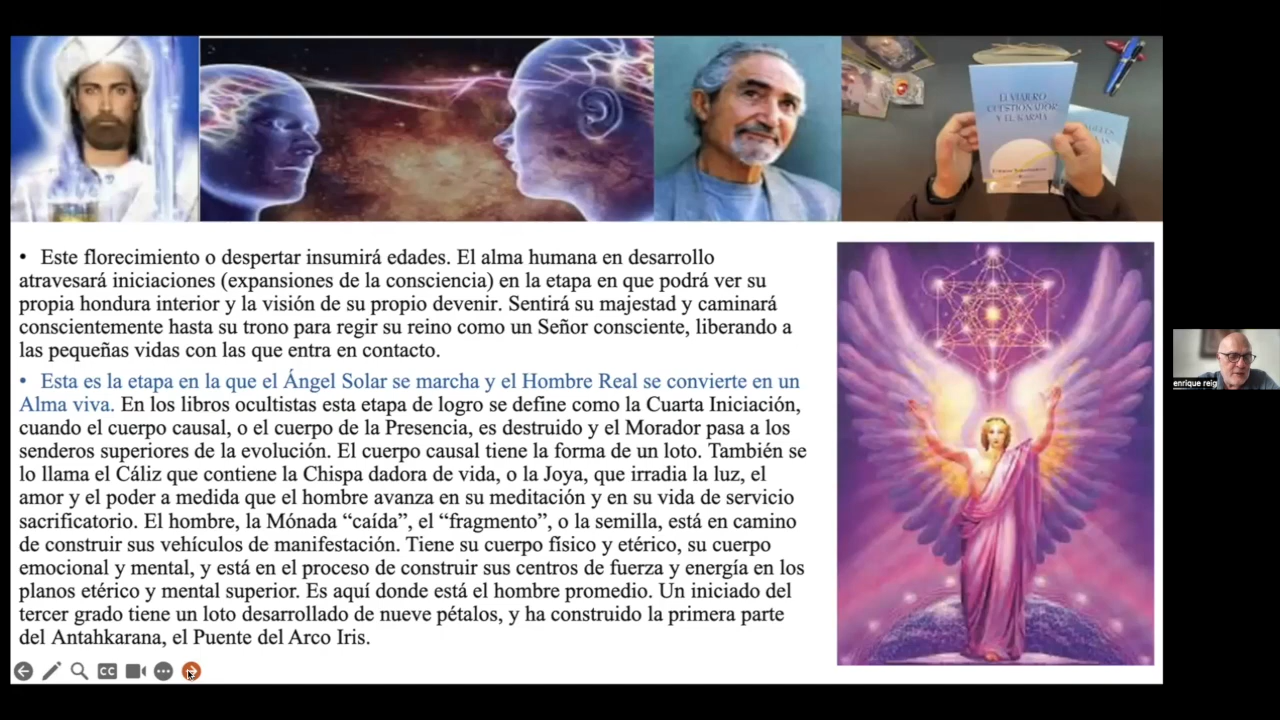 EL VIAJERO
CUESTIONADOR
Y EL KARMA
• Este florecimiento o despertar insumirá edades. El alma humana en desarrollo
atravesará iniciaciones (expansiones de la consciencia) en la etapa en que podrá ver su
propia hondura interior y la visión de su propio devenir. Sentirá su majestad y caminará
conscientemente hasta su trono para regir su reino como un Señor consciente, liberando a
las pequeñas vidas con las que entra en contacto.
• Esta es la etapa en la que el Ángel Solar se marcha y el Hombre Real se convierte en un
Alma viva. En los libros ocultistas esta etapa de logro se define como la Cuarta Iniciación,
cuando el cuerpo causal, o el cuerpo de la Presencia, es destruido y el Morador pasa a los
senderos superiores de la evolución. El cuerpo causal tiene la forma de un loto. También se
lo llama el Cáliz que contiene la Chispa dadora de vida, o la Joya, que irradia la luz, el
amor y el poder a medida que el hombre avanza en su meditación y en su vida de servicio
sacrificatorio. El hombre, la Mónada “caída”, el “fragmento”, o la semilla, está en camino
de construir sus vehículos de manifestación. Tiene su cuerpo físico y etérico, su cuerpo
emocional y mental, y está en el proceso de construir sus centros de fuerza y energía en los
planos etérico y mental superior. Es aquí donde está el hombre promedio. Un iniciado del
tercer grado tiene un loto desarrollado de nueve pétalos, y ha construido la primera parte
del Antahkarana, el Puente del Arco Iris.
CC
enrique reig